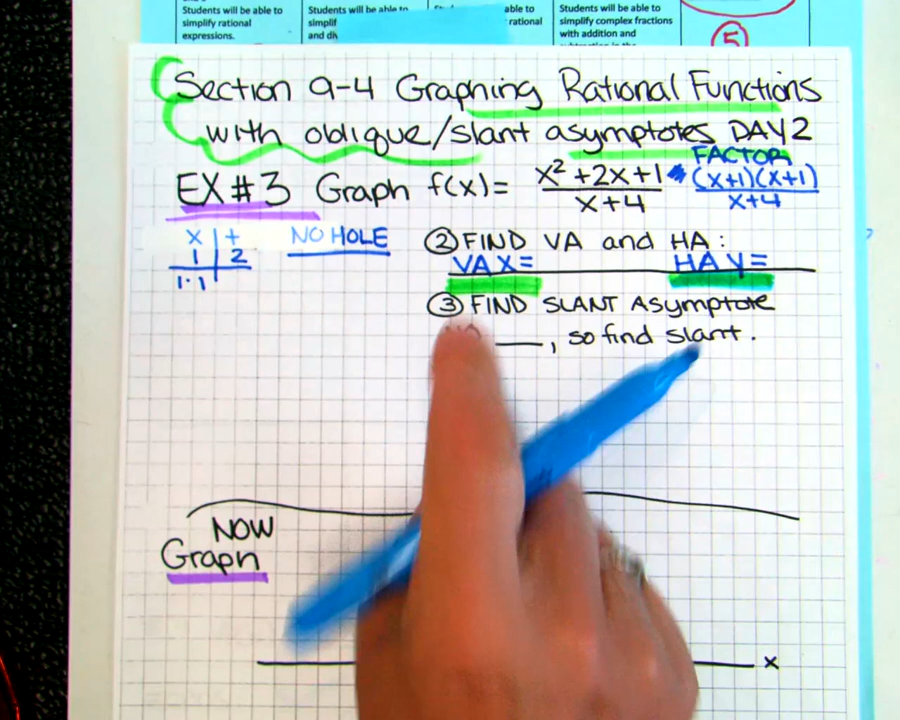 Students will be able to
simplify rational
expressions.
Students will be able to
simplif
and di
able to
rational
Students will be able to
simplify complex fractions
with addition and
5
Section 9-4 Graphing Rational Functions
with oblique/slant asymptotes DAY 2
FACTOR
EX #3 Graph f(x) = x² + 2x + 1 / x + 4 (x+1)(x+1) / x+4
x | +
1 | 2
1·1
NO HOLE
② FIND VA and HA:
VA X= HA y=
③ FIND SLANT Asymptote
___, so find slant.
NOW
Graph
x